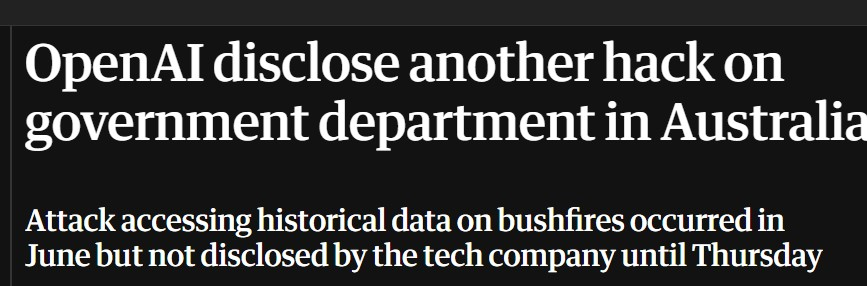 OpenAI disclose another hack on
government department in Australia
Attack accessing historical data on bushfires occurred in
June but not disclosed by the tech company until Thursday